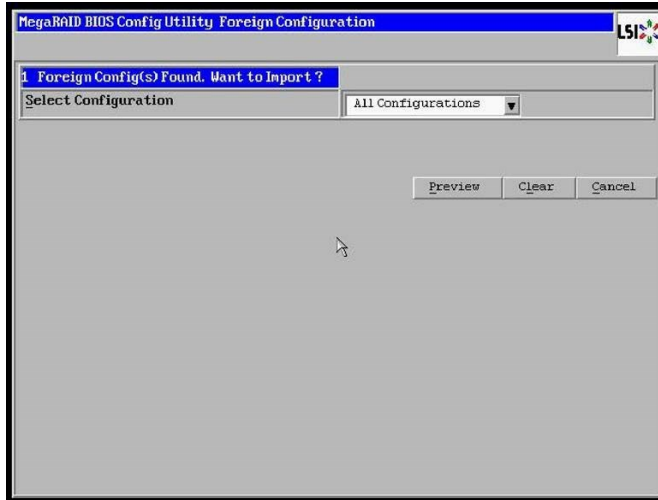 MegaRAID BIOS Config Utility Foreign Configuration
LSI
1 Foreign Config(s) Found. Want to Import ?
Select Configuration
All Configurations
Preview Clear Cancel